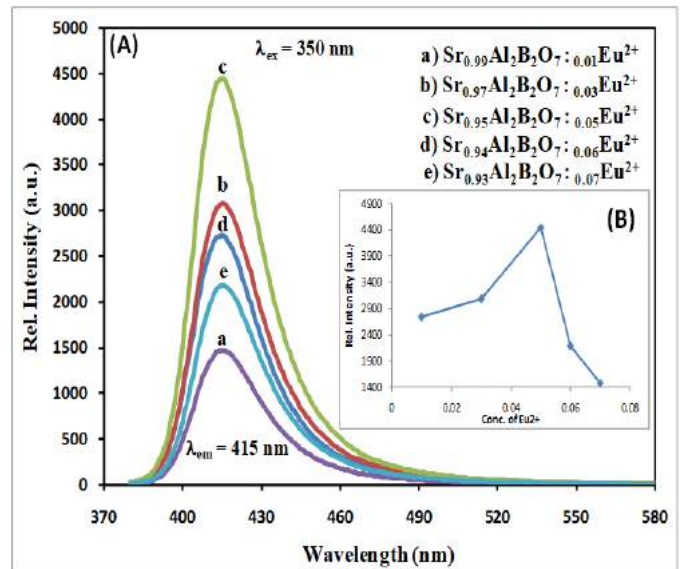 (A)
λex = 350 nm
a) Sr0.99Al2B2O7: 0.01Eu2+
b) Sr0.97Al2B2O7: 0.03Eu2+
c) Sr0.95Al2B2O7: 0.05Eu2+
d) Sr0.94Al2B2O7: 0.06Eu2+
e) Sr0.93Al2B2O7: 0.07Eu2+
Rel. Intensity (a.u.)
5000
4500
4000
3500
3000
2500
2000
1500
1000
500
0
c
b
d
e
a
λem = 415 nm
370 400 430 460 490 520 550 580
Wavelength (nm)
(B)
Rel. Intensity (a.u.)
4900
4400
3900
3400
2900
2400
1900
1400
0 0.02 0.04 0.06 0.08
Conc. of Eu2+